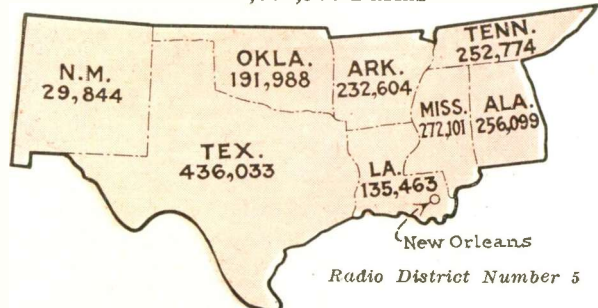 TENN.
252,774
OKLA.
191,988
ARK.
232,604
N.M.
29,844
MISS.
272,101
ALA.
256,099
TEX.
436,033
LA.
135,463
New Orleans
Radio District Number 5